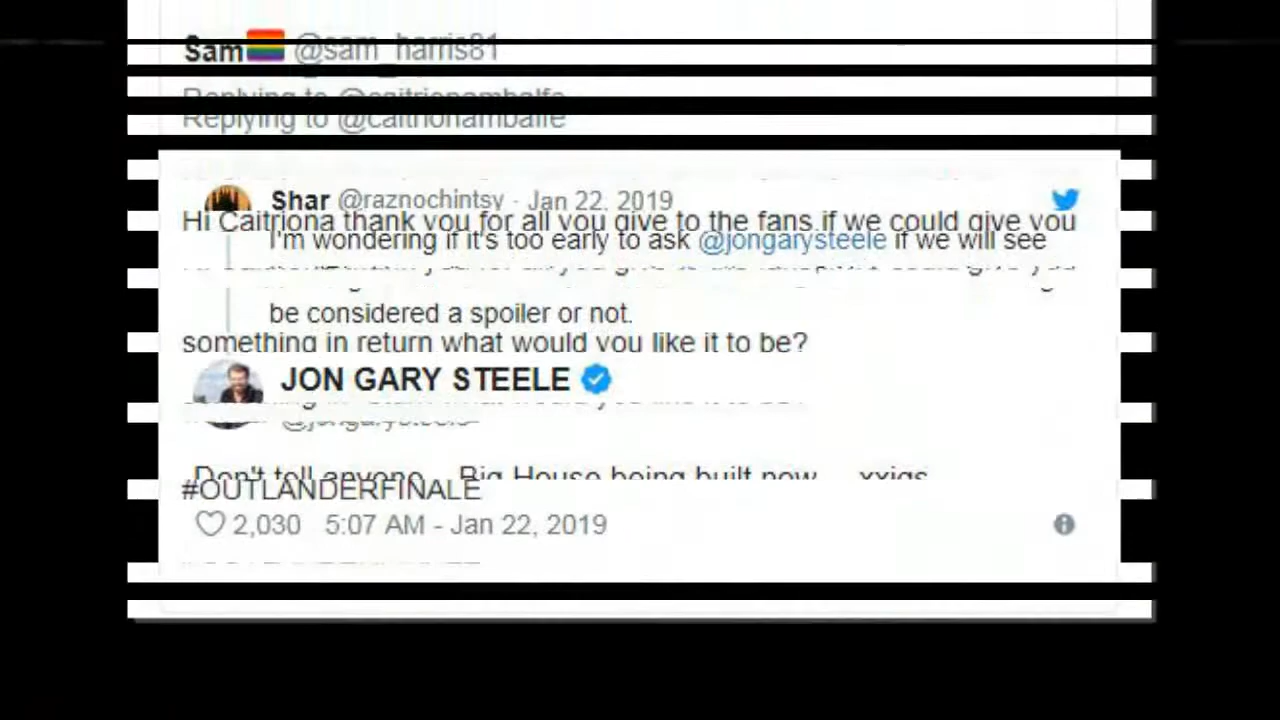 Sam @sam_harris81
Replying to @caitrionambalfe
Replying to @caitrionambalfe
Shar @raznochintsy · Jan 22, 2019
Hi Caitriona thank you for all you give to the fans if we could give you
I'm wondering if it's too early to ask @jongarysteele if we will see
be considered a spoiler or not.
something in return what would you like it to be?
JON GARY STEELE
@jongarysteele
Don't tell anyone... Big House being built now.... xxjgs
#OUTLANDERFINALE
2,030 5:07 AM - Jan 22, 2019